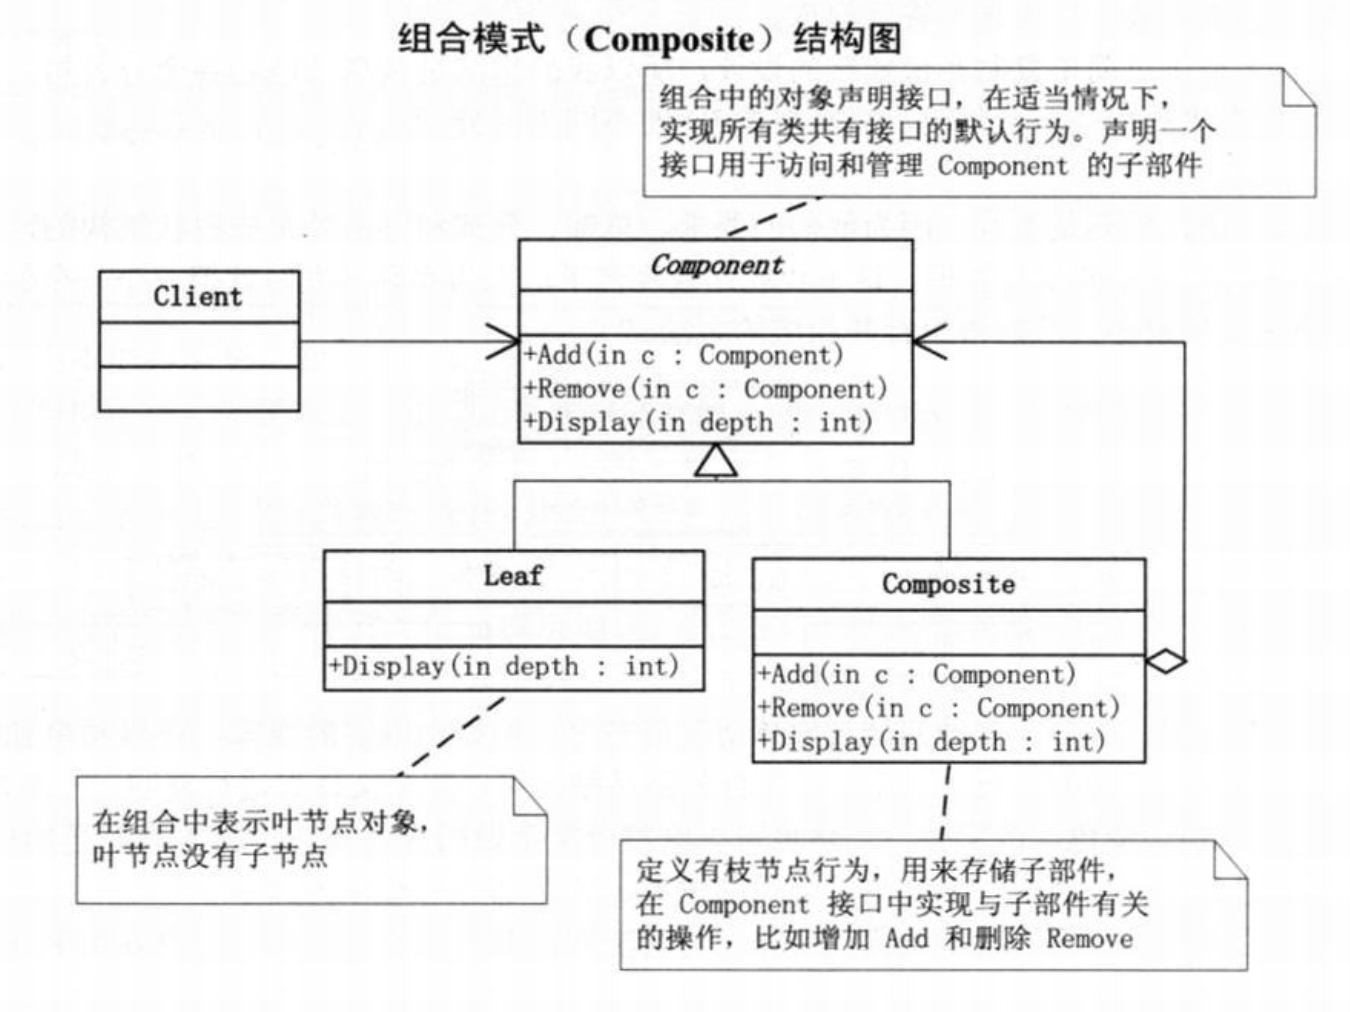 组合模式（Composite）结构图
组合中的对象声明接口，在适当情况下，
实现所有类共有接口的默认行为。声明一个
接口用于访问和管理 Component 的子部件
Component
+Add(in c : Component)
+Remove(in c : Component)
+Display(in depth : int)
Client
Leaf
+Display(in depth : int)
Composite
+Add(in c : Component)
+Remove(in c : Component)
+Display(in depth : int)
在组合中表示叶节点对象，
叶节点没有子节点
定义有枝节点行为，用来存储子部件，
在 Component 接口中实现与子部件有关
的操作，比如增加 Add 和删除 Remove